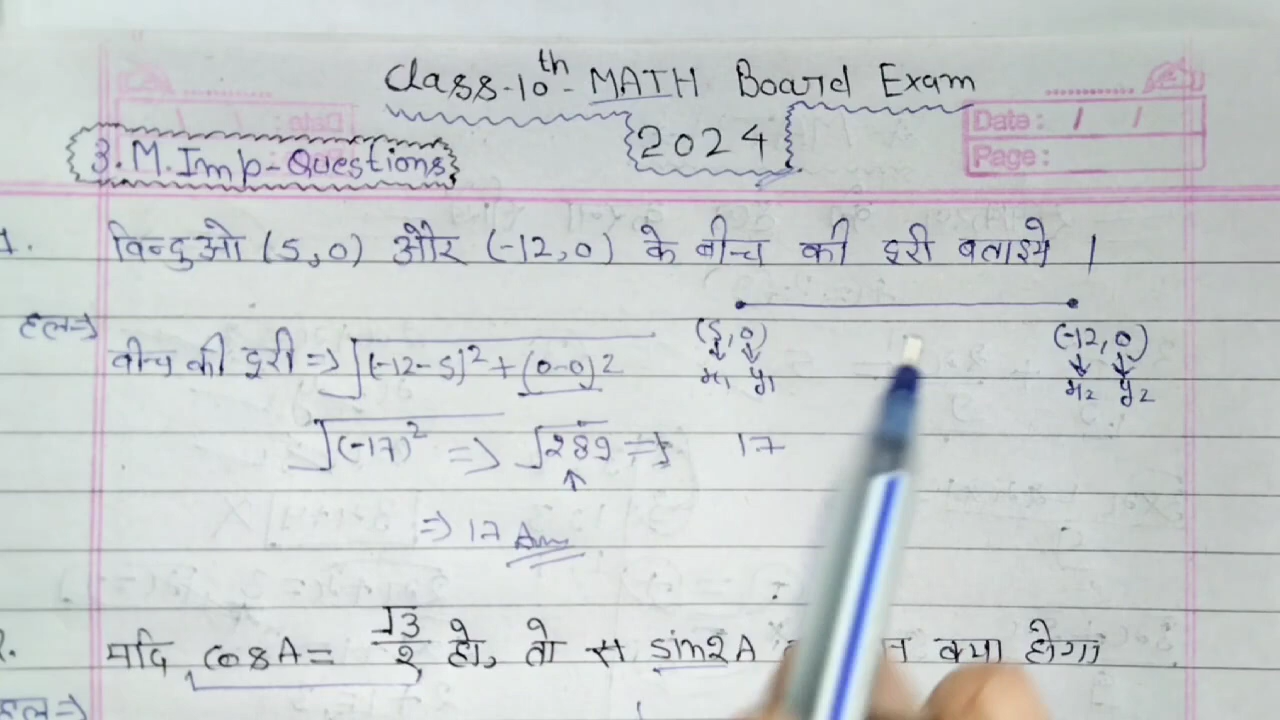 Class-10th-MATH Board Exam
2024
Date: / /
Page:
3.M.Imp-Questions
1. विन्दुओ (5,0) और (-12,0) के बीच की दूरी बताइये |
हल=> (5,0) (-12,0)
बीच की दूरी => √(-12-5)²+(0-0)² x₁ y₁ x₂ y₂
√(-17)² => √289 => 17
=> 17 Ans
2. यदि cosA= √3/2 हो, तो स sin2A क्या होगा
हल=>